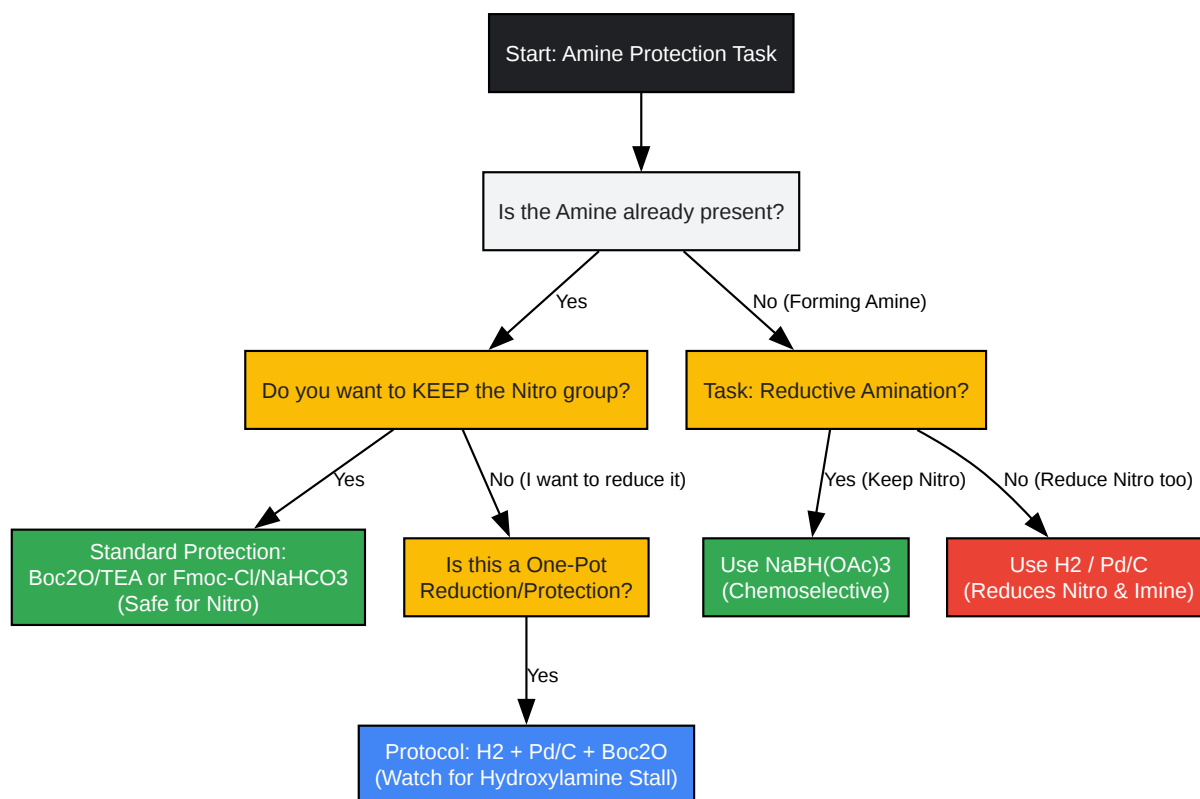 Start: Amine Protection Task
Is the Amine already present?
Yes
No (Forming Amine)
Do you want to KEEP the Nitro group?
Task: Reductive Amination?
Yes
No (I want to reduce it)
Yes (Keep Nitro)
No (Reduce Nitro too)
Standard Protection:
Boc2O/TEA or Fmoc-Cl/NaHCO3
(Safe for Nitro)
Is this a One-Pot
Reduction/Protection?
Use NaBH(OAc)3
(Chemoselective)
Use H2 / Pd/C
(Reduces Nitro & Imine)
Yes
Protocol: H2 + Pd/C + Boc2O
(Watch for Hydroxylamine Stall)